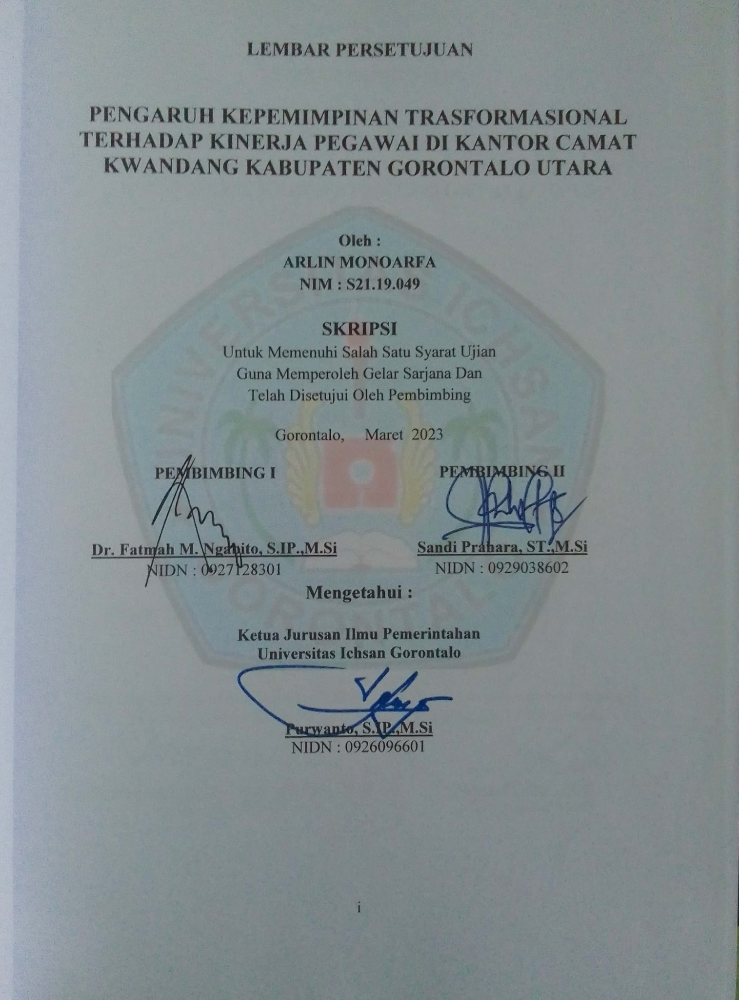 LEMBAR PERSETUJUAN
PENGARUH KEPEMIMPINAN TRASFORMASIONAL
TERHADAP KINERJA PEGAWAI DI KANTOR CAMAT
KWANDANG KABUPATEN GORONTALO UTARA
Oleh :
ARLIN MONOARFA
NIM : S21.19.049
SKRIPSI
Untuk Memenuhi Salah Satu Syarat Ujian
Guna Memperoleh Gelar Sarjana Dan
Telah Disetujui Oleh Pembimbing
Gorontalo, Maret 2023
PEMBIMBING I
Dr. Fatmah M. Ngabito, S.IP.,M.Si
NIDN : 0927128301
PEMBIMBING II
Sandi Prahara, ST.,M.Si
NIDN : 0929038602
Mengetahui :
Ketua Jurusan Ilmu Pemerintahan
Universitas Ichsan Gorontalo
Purwanto, S.IP.,M.Si
NIDN : 0926096601
i